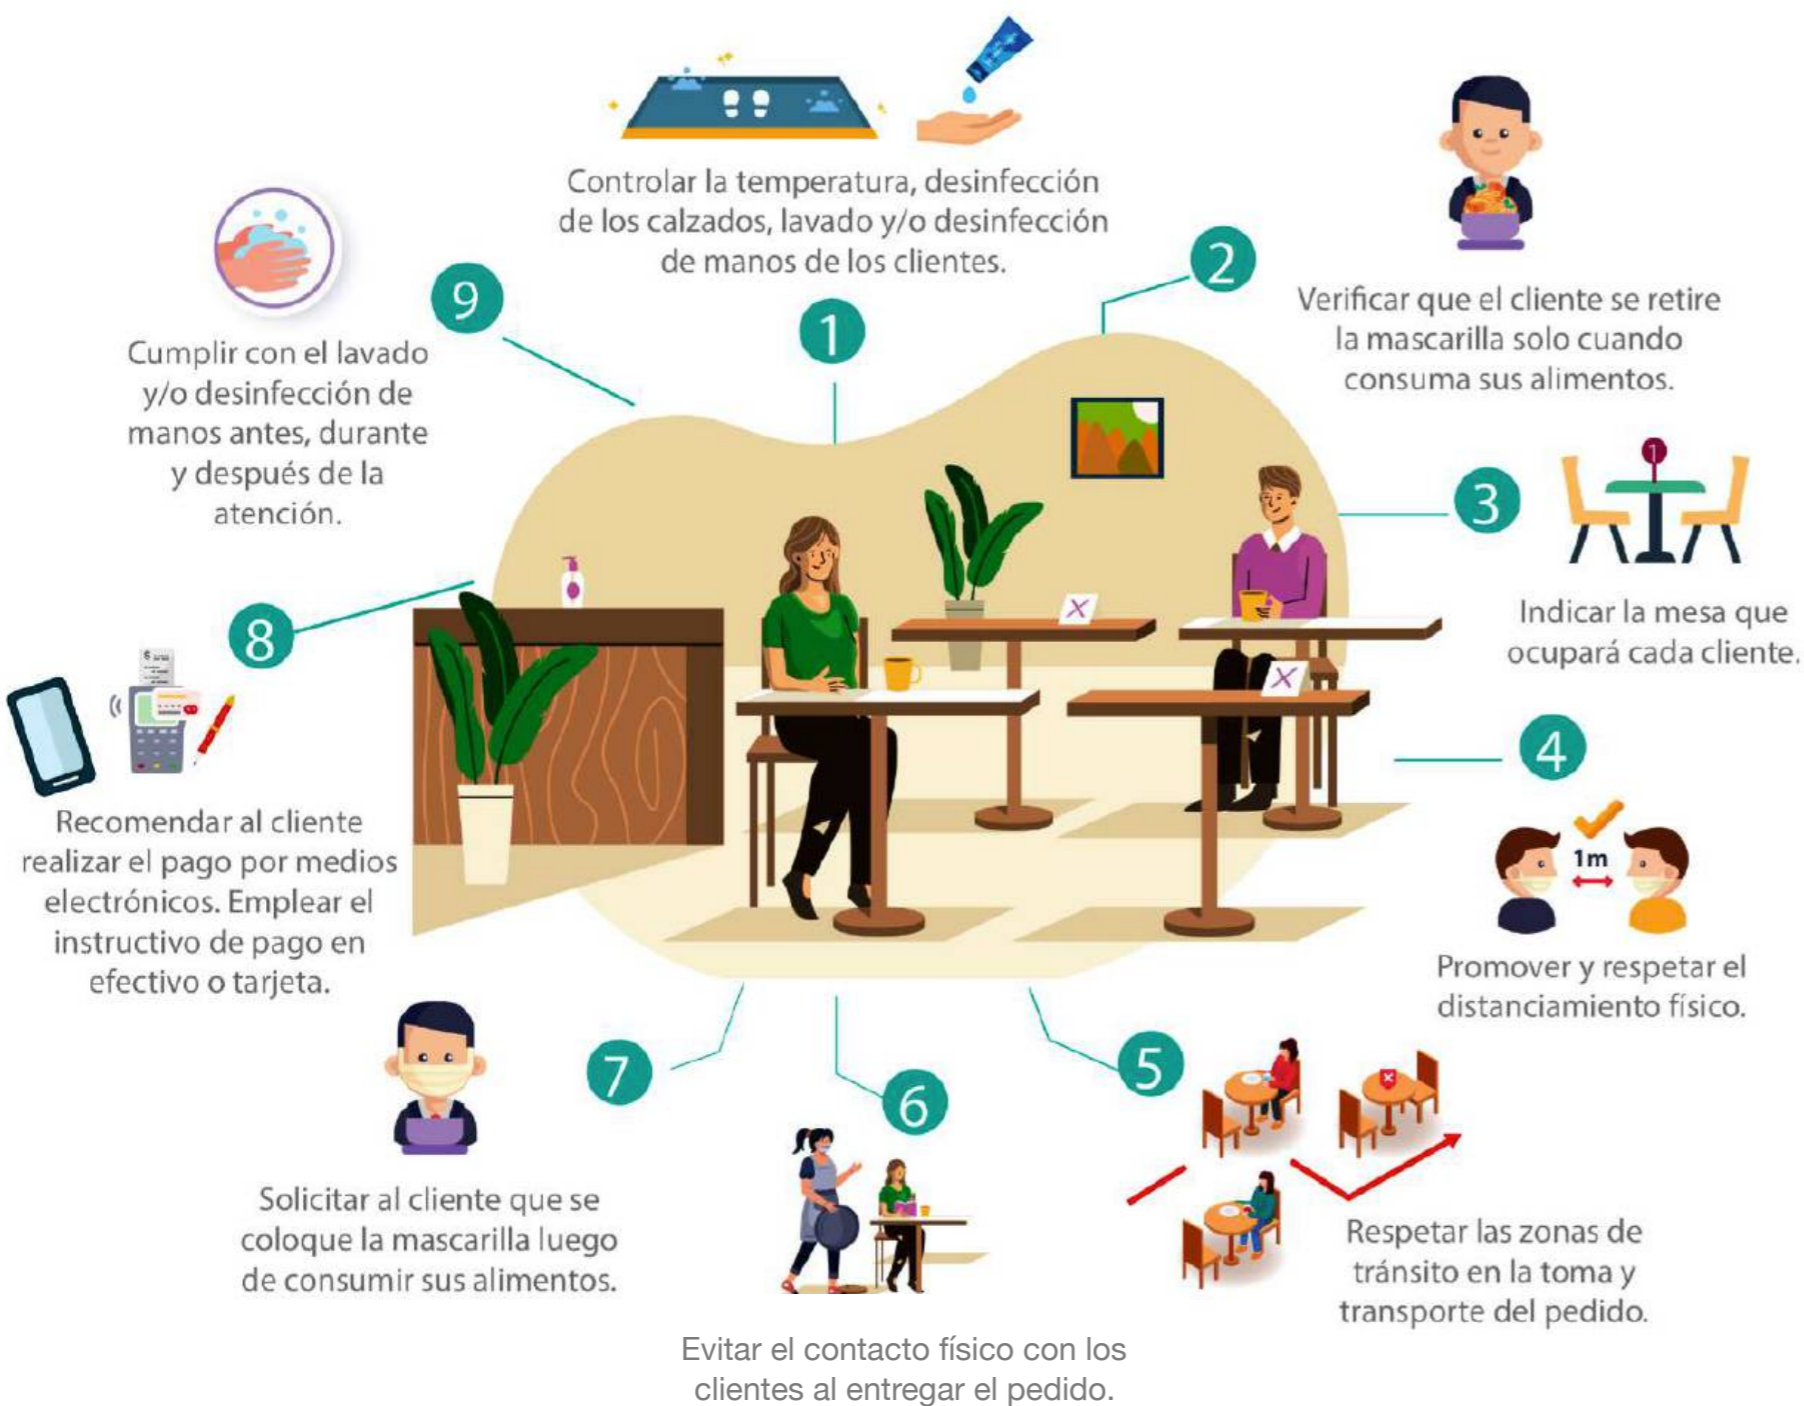 1
Controlar la temperatura, desinfección
de los calzados, lavado y/o desinfección
de manos de los clientes.
2
Verificar que el cliente se retire
la mascarilla solo cuando
consuma sus alimentos.
3
1
Indicar la mesa que
ocupará cada cliente.
4
1m
Promover y respetar el
distanciamiento físico.
5
Respetar las zonas de
tránsito en la toma y
transporte del pedido.
6
Evitar el contacto físico con los
clientes al entregar el pedido.
7
Solicitar al cliente que se
coloque la mascarilla luego
de consumir sus alimentos.
8
Recomendar al cliente
realizar el pago por medios
electrónicos. Emplear el
instructivo de pago en
efectivo o tarjeta.
9
Cumplir con el lavado
y/o desinfección de
manos antes, durante
y después de la
atención.